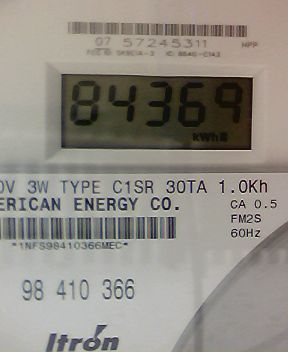 07 57245311 MPP
84369
kWh
0V 3W TYPE C1SR 30TA 1.0Kh
ERICAN ENERGY CO.
CA 0.5
FM2S
60Hz
*1NFS98410366MEC*
98 410 366
Itron